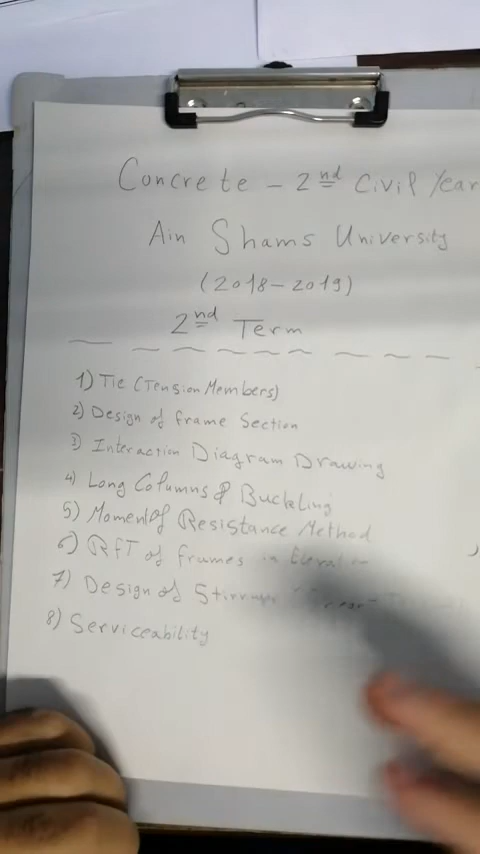 Concrete - 2nd Civil Year
Ain Shams University
(2018-2019)
2nd Term
1) Tie (Tension Members)
2) Design of frame Section
3) Interaction Diagram Drawing
4) Long Columns & Buckling
5) Moment of Resistance Method
6) RFT of frames in Elevation
7) Design of Stirrups
8) Serviceability